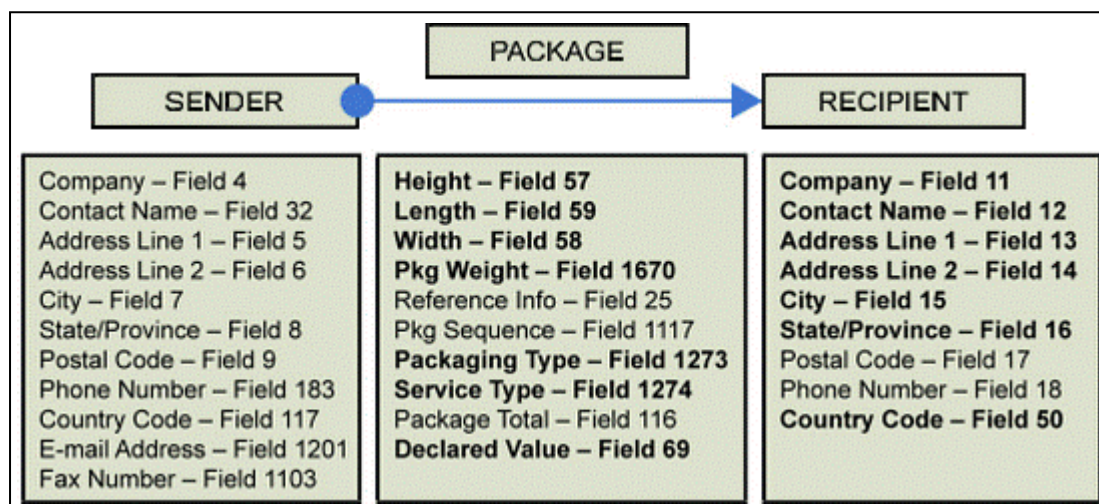 PACKAGE
SENDER
RECIPIENT
Company – Field 4
Contact Name – Field 32
Address Line 1 – Field 5
Address Line 2 – Field 6
City – Field 7
State/Province – Field 8
Postal Code – Field 9
Phone Number – Field 183
Country Code – Field 117
E-mail Address – Field 1201
Fax Number – Field 1103
Height – Field 57
Length – Field 59
Width – Field 58
Pkg Weight – Field 1670
Reference Info – Field 25
Pkg Sequence – Field 1117
Packaging Type – Field 1273
Service Type – Field 1274
Package Total – Field 116
Declared Value – Field 69
Company – Field 11
Contact Name – Field 12
Address Line 1 – Field 13
Address Line 2 – Field 14
City – Field 15
State/Province – Field 16
Postal Code – Field 17
Phone Number – Field 18
Country Code – Field 50